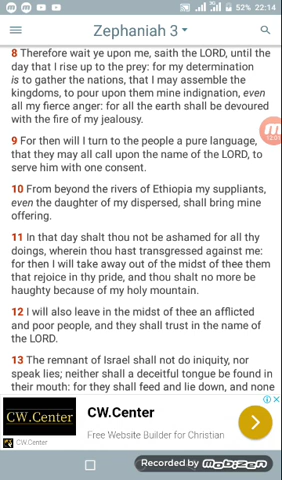 52% 22:14
Zephaniah 3
8 Therefore wait ye upon me, saith the LORD, until the
day that I rise up to the prey: for my determination
is to gather the nations, that I may assemble the
kingdoms, to pour upon them mine indignation, even
all my fierce anger: for all the earth shall be devoured
with the fire of my jealousy.
9 For then will I turn to the people a pure language,
that they may all call upon the name of the LORD, to
serve him with one consent.
10 From beyond the rivers of Ethiopia my suppliants,
even the daughter of my dispersed, shall bring mine
offering.
11 In that day shalt thou not be ashamed for all thy
doings, wherein thou hast transgressed against me:
for then I will take away out of the midst of thee them
that rejoice in thy pride, and thou shalt no more be
haughty because of my holy mountain.
12 I will also leave in the midst of thee an afflicted
and poor people, and they shall trust in the name of
the LORD.
13 The remnant of Israel shall not do iniquity, nor
speak lies; neither shall a deceitful tongue be found in
their mouth: for they shall feed and lie down, and none
CW.Center
CW.Center
Free Website Builder for Christian
CW.Center
Recorded by mobizen